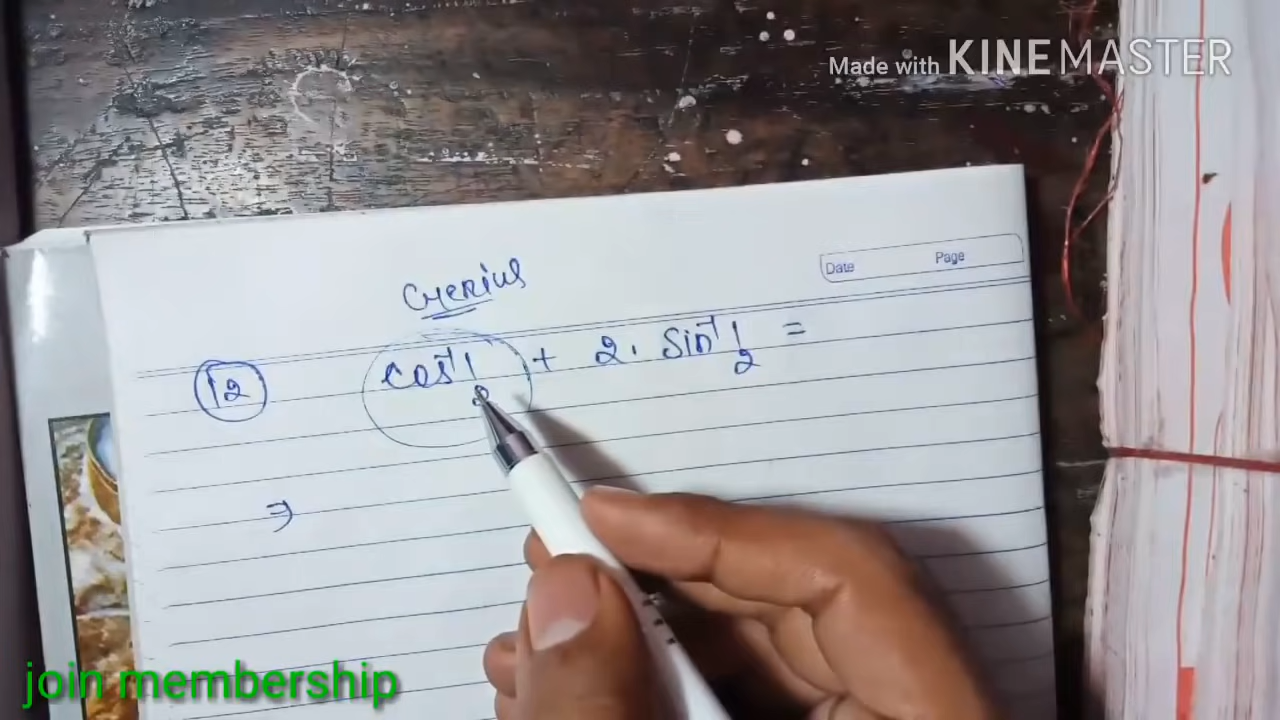 Made with KINEMASTER
Date Page
Genius
12 cos⁻¹ 1/2 + 2. Sin⁻¹ 1/2 =
⇒
join membership